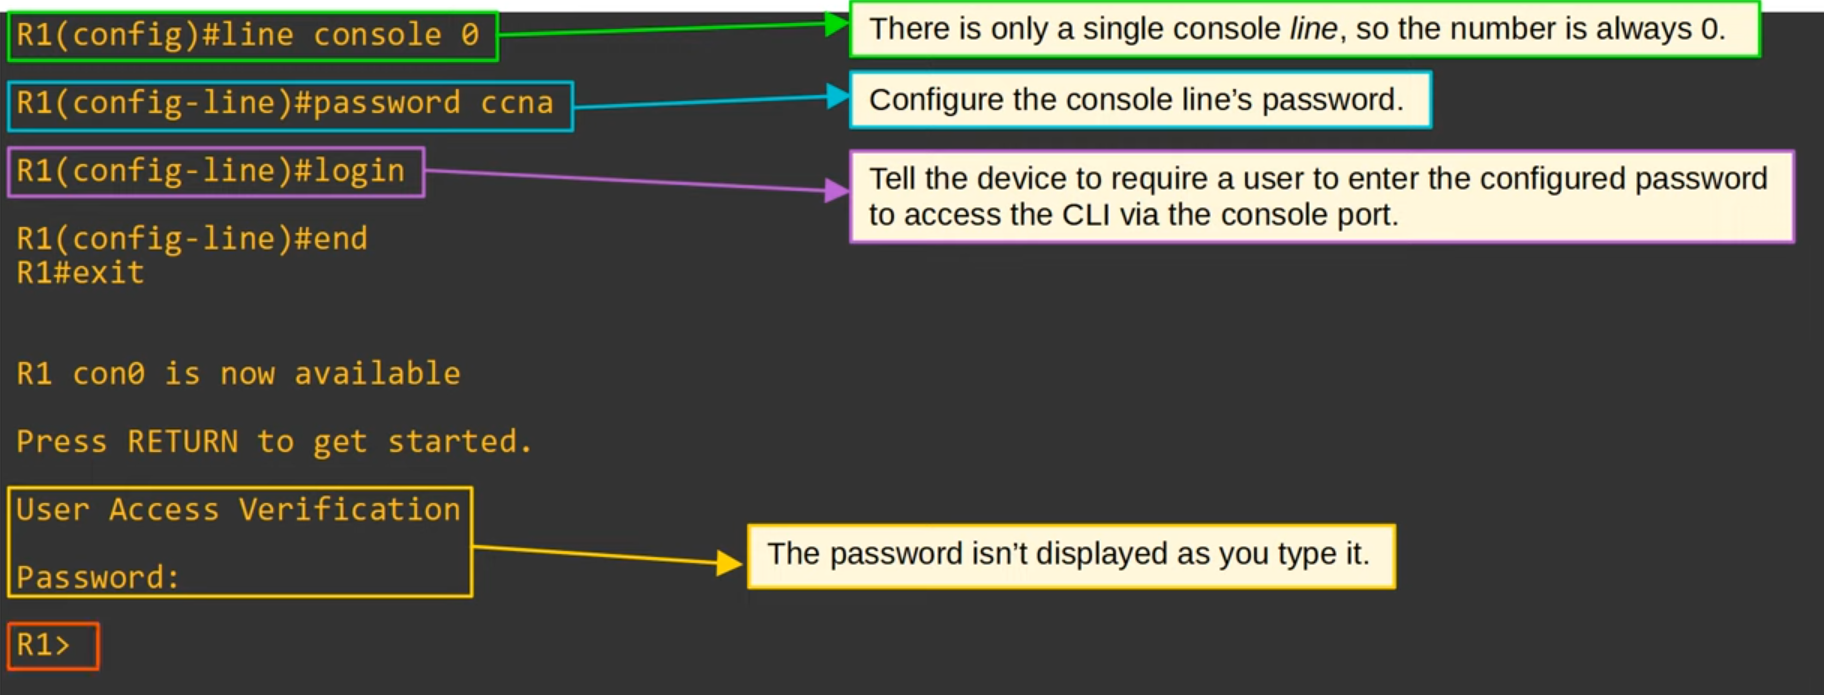 R1(config)#line console 0
There is only a single console line, so the number is always 0.
R1(config-line)#password ccna
Configure the console line's password.
R1(config-line)#login
Tell the device to require a user to enter the configured password
to access the CLI via the console port.
R1(config-line)#end
R1#exit
R1 con0 is now available
Press RETURN to get started.
User Access Verification
Password:
The password isn't displayed as you type it.
R1>